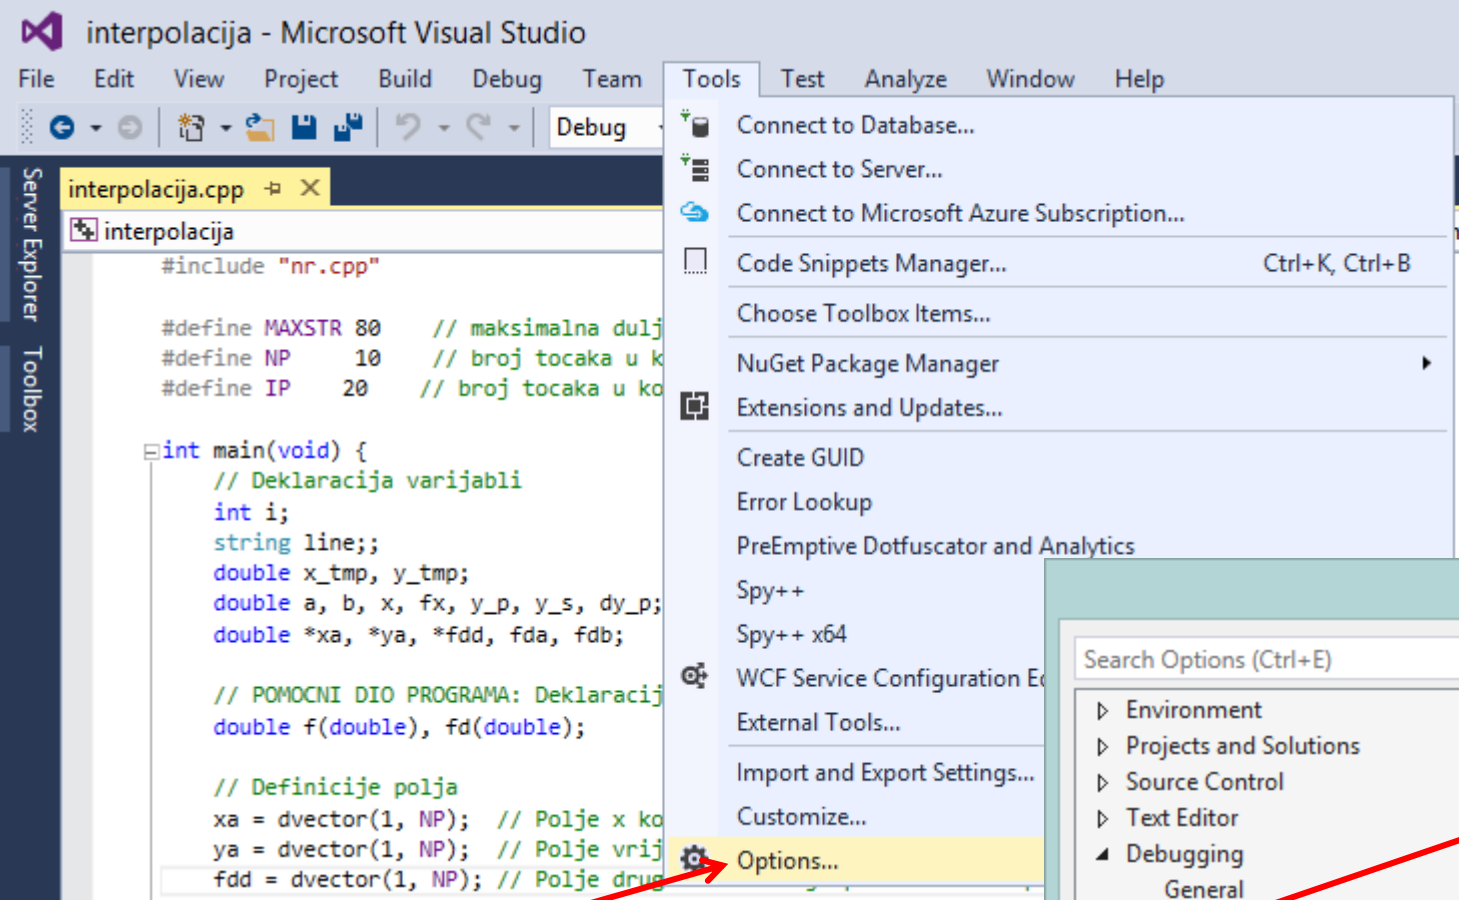 interpolacija - Microsoft Visual Studio
File Edit View Project Build Debug Team Tools Test Analyze Window Help
Debug
Server Explorer
Toolbox
interpolacija.cpp
interpolacija
#include "nr.cpp"
#define MAXSTR 80 // maksimalna dulj
#define NP 10 // broj tocaka u k
#define IP 20 // broj tocaka u ko
int main(void) {
// Deklaracija varijabli
int i;
string line;;
double x_tmp, y_tmp;
double a, b, x, fx, y_p, y_s, dy_p;
double *xa, *ya, *fdd, fda, fdb;
// POMOCNI DIO PROGRAMA: Deklaracij
double f(double), fd(double);
// Definicije polja
xa = dvector(1, NP); // Polje x ko
ya = dvector(1, NP); // Polje vrij
fdd = dvector(1, NP); // Polje drug
Connect to Database...
Connect to Server...
Connect to Microsoft Azure Subscription...
Code Snippets Manager... Ctrl+K, Ctrl+B
Choose Toolbox Items...
NuGet Package Manager
Extensions and Updates...
Create GUID
Error Lookup
PreEmptive Dotfuscator and Analytics
Spy++
Spy++ x64
WCF Service Configuration Ed
External Tools...
Import and Export Settings...
Customize...
Options...
Search Options (Ctrl+E)
Environment
Projects and Solutions
Source Control
Text Editor
Debugging
General